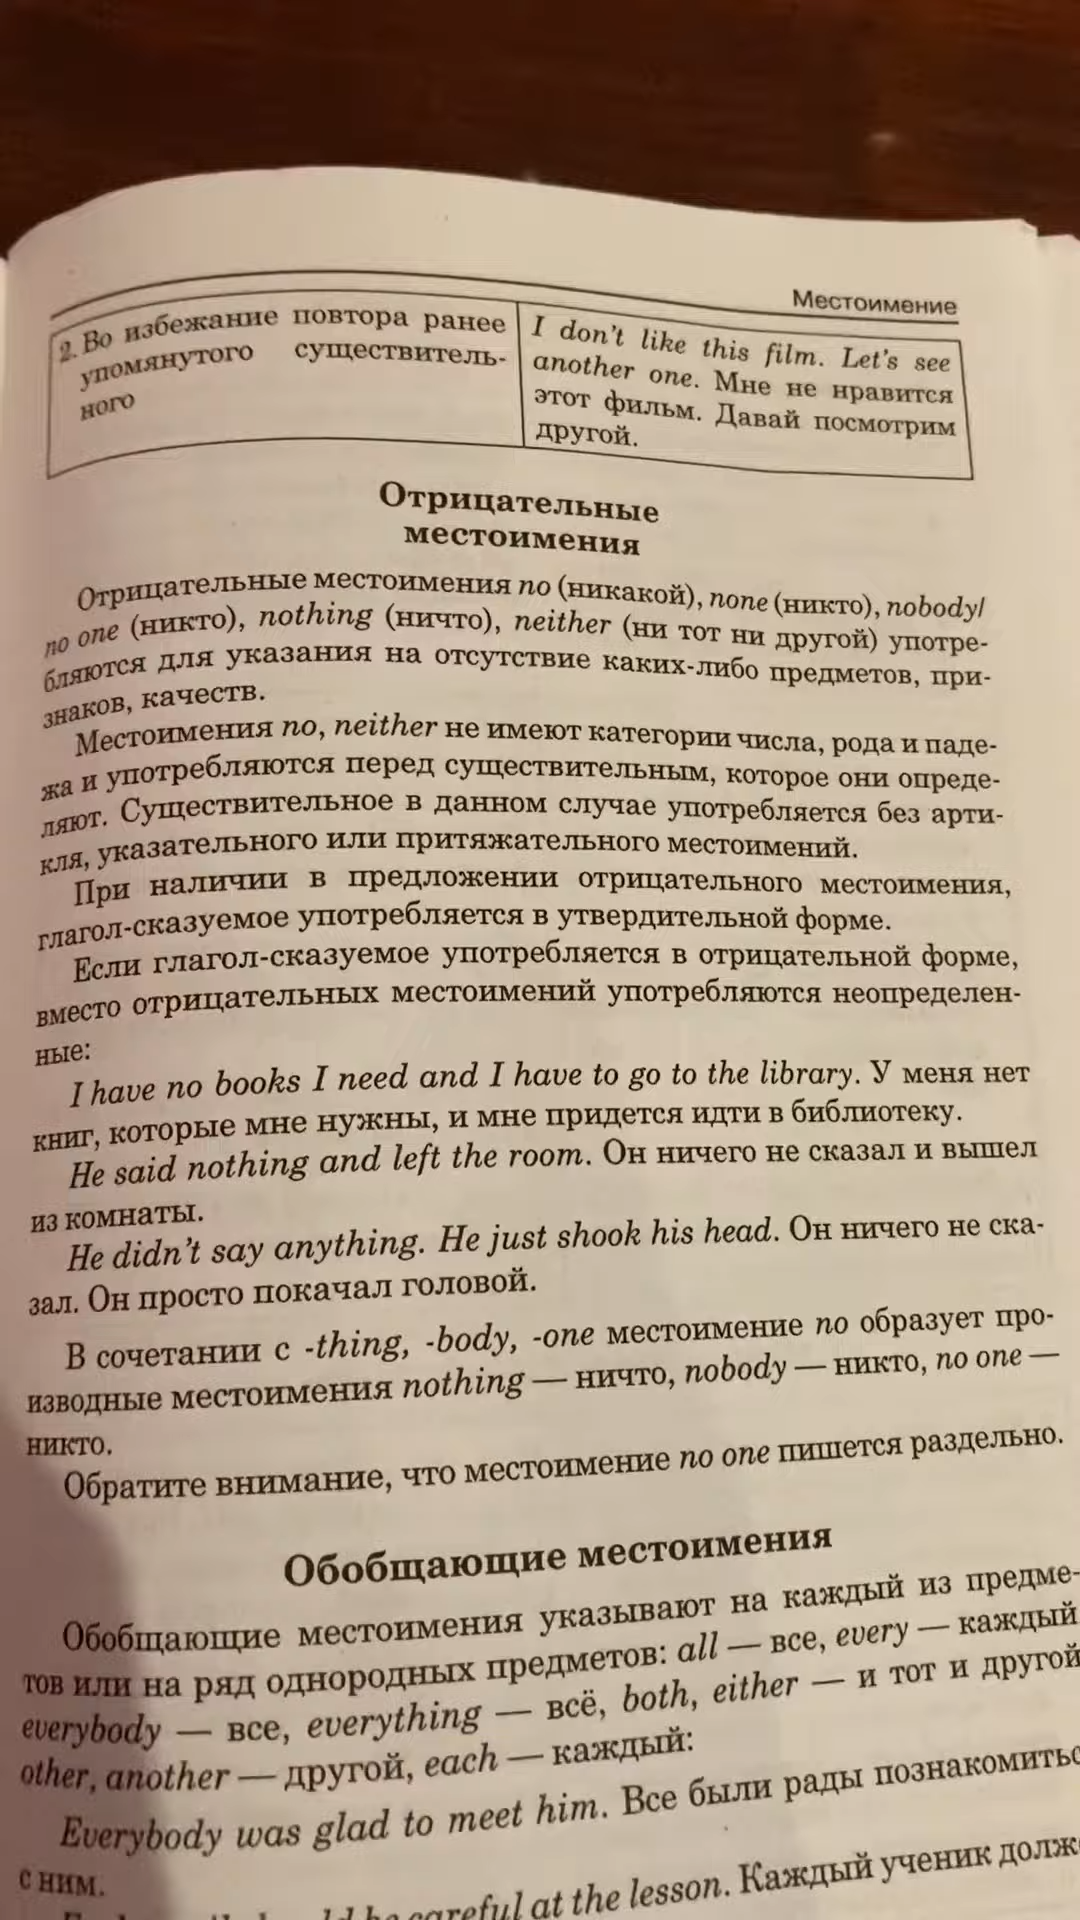 Местоимение
2. Во избежание повтора ранее
упомянутого существитель-
ного
I don't like this film. Let's see
another one. Мне не нравится
этот фильм. Давай посмотрим
другой.
Отрицательные
местоимения
Отрицательные местоимения no (никакой), none (никто), nobody/
no one (никто), nothing (ничто), neither (ни тот ни другой) употре-
бляются для указания на отсутствие каких-либо предметов, при-
знаков, качеств.
Местоимения no, neither не имеют категории числа, рода и паде-
жа и употребляются перед существительным, которое они опреде-
ляют. Существительное в данном случае употребляется без арти-
кля, указательного или притяжательного местоимений.
При наличии в предложении отрицательного местоимения,
глагол-сказуемое употребляется в утвердительной форме.
Если глагол-сказуемое употребляется в отрицательной форме,
вместо отрицательных местоимений употребляются неопределен-
ные:
I have no books I need and I have to go to the library. У меня нет
книг, которые мне нужны, и мне придется идти в библиотеку.
He said nothing and left the room. Он ничего не сказал и вышел
из комнаты.
He didn't say anything. He just shook his head. Он ничего не ска-
зал. Он просто покачал головой.
В сочетании с -thing, -body, -one местоимение no образует про-
изводные местоимения nothing — ничто, nobody — никто, no one —
никто.
Обратите внимание, что местоимение no one пишется раздельно.
Обобщающие местоимения
Обобщающие местоимения указывают на каждый из предме-
тов или на ряд однородных предметов: all — все, every — каждый
everybody — все, everything — всё, both, either — и тот и другой
other, another — другой, each — каждый:
Everybody was glad to meet him. Все были рады познакомитьс
с ним.
be careful at the lesson. Каждый ученик долж